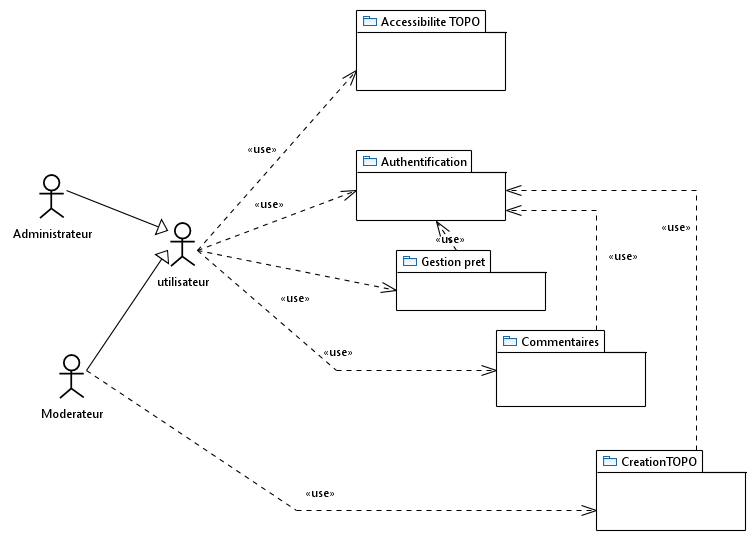 Accessibilite TOPO
«use»
Authentification
Administrateur
«use»
«use»
«use»
utilisateur
Gestion pret
«use»
«use»
Commentaires
«use»
Moderateur
CreationTOPO
«use»